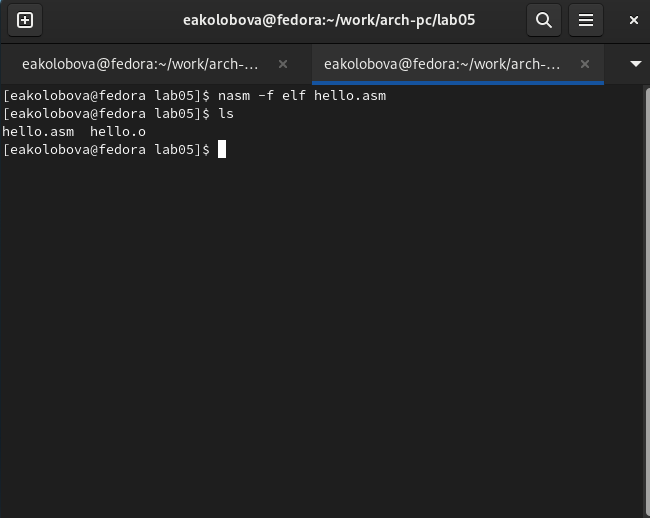 eakolobova@fedora:~/work/arch-pc/lab05
eakolobova@fedora:~/work/arch-... eakolobova@fedora:~/work/arch-...
[eakolobova@fedora lab05]$ nasm -f elf hello.asm
[eakolobova@fedora lab05]$ ls
hello.asm  hello.o
[eakolobova@fedora lab05]$